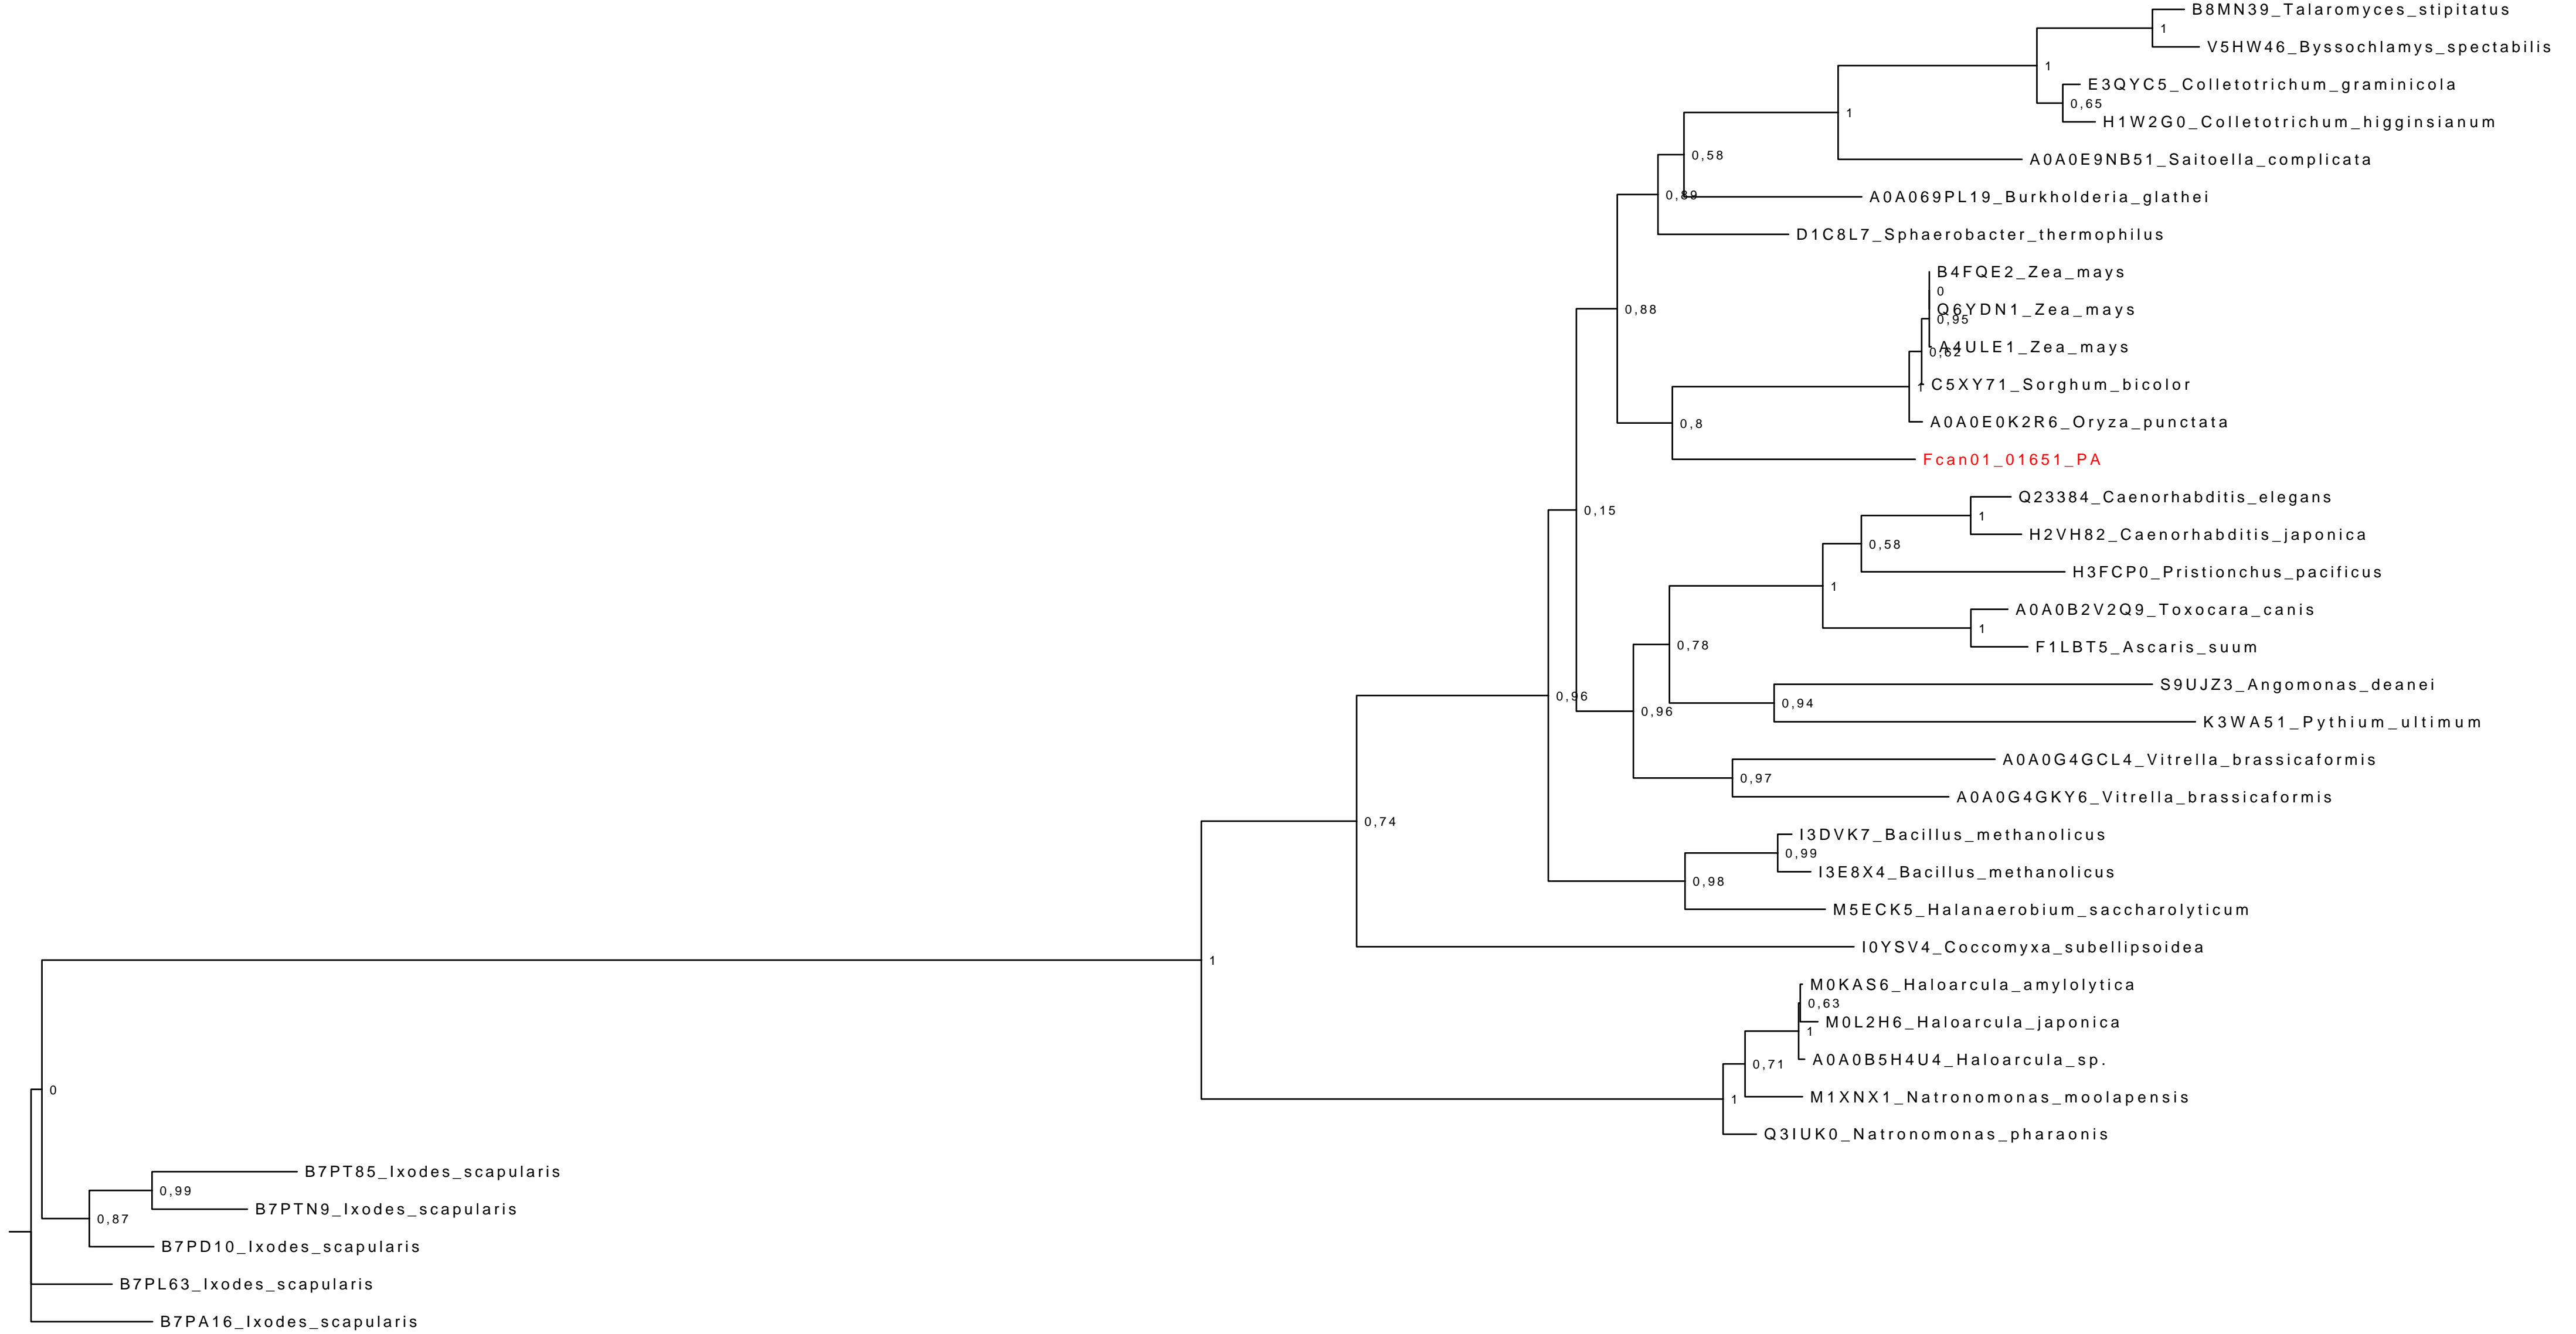 B8MN39_Talaromyces_stipitatus
1
V5HW46_Byssochlamys_spectabilis
1
E3QYC5_Colletotrichum_graminicola
0,65
H1W2G0_Colletotrichum_higginsianum
1
0,58
A0A0E9NB51_Saitoella_complicata
0,89
A0A069PL19_Burkholderia_glathei
D1C8L7_Sphaerobacter_thermophilus
B4FQE2_Zea_mays
0
0,88
Q6YDN1_Zea_mays
0,95
A4ULE1_Zea_mays
0,62
1
C5XY71_Sorghum_bicolor
0,8
A0A0E0K2R6_Oryza_punctata
Fcan01_01651_PA
Q23384_Caenorhabditis_elegans
0,15
1
H2VH82_Caenorhabditis_japonica
0,58
H3FCP0_Pristionchus_pacificus
1
A0A0B2V2Q9_Toxocara_canis
1
0,78
F1LBT5_Ascaris_suum
S9UJZ3_Angomonas_deanei
0,96
0,94
0,96
K3WA51_Pythium_ultimum
A0A0G4GCL4_Vitrella_brassicaformis
0,97
A0A0G4GKY6_Vitrella_brassicaformis
0,74
I3DVK7_Bacillus_methanolicus
0,99
I3E8X4_Bacillus_methanolicus
0,98
M5ECK5_Halanaerobium_saccharolyticum
I0YSV4_Coccomyxa_subellipsoidea
1
M0KAS6_Haloarcula_amylolytica
0,63
M0L2H6_Haloarcula_japonica
1
A0A0B5H4U4_Haloarcula_sp.
0,71
0
M1XNX1_Natronomonas_moolapensis
1
Q3IUK0_Natronomonas_pharaonis
B7PT85_Ixodes_scapularis
0,99
B7PTN9_Ixodes_scapularis
0,87
B7PD10_Ixodes_scapularis
B7PL63_Ixodes_scapularis
B7PA16_Ixodes_scapularis